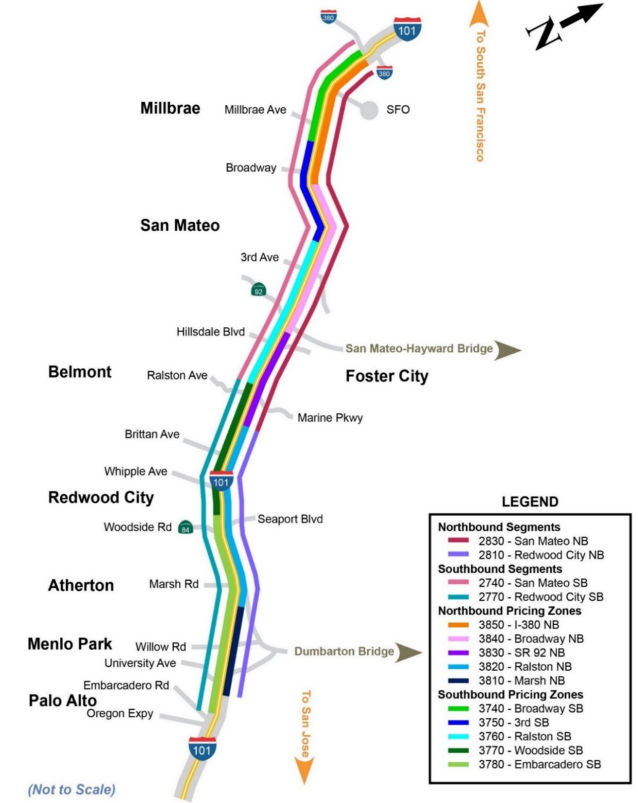 380
101
380
N
To South San Francisco
Millbrae
Millbrae Ave
SFO
Broadway
San Mateo
3rd Ave
92
Hillsdale Blvd
San Mateo-Hayward Bridge
Belmont
Ralston Ave
Foster City
Marine Pkwy
Brittan Ave
Whipple Ave
101
Redwood City
Woodside Rd
84
Seaport Blvd
Atherton
Marsh Rd
Menlo Park
Willow Rd
Dumbarton Bridge
University Ave
Embarcadero Rd
Palo Alto
Oregon Expy
To San Jose
101
(Not to Scale)
LEGEND
Northbound Segments
2830 - San Mateo NB
2810 - Redwood City NB
Southbound Segments
2740 - San Mateo SB
2770 - Redwood City SB
Northbound Pricing Zones
3850 - I-380 NB
3840 - Broadway NB
3830 - SR 92 NB
3820 - Ralston NB
3810 - Marsh NB
Southbound Pricing Zones
3740 - Broadway SB
3750 - 3rd SB
3760 - Ralston SB
3770 - Woodside SB
3780 - Embarcadero SB